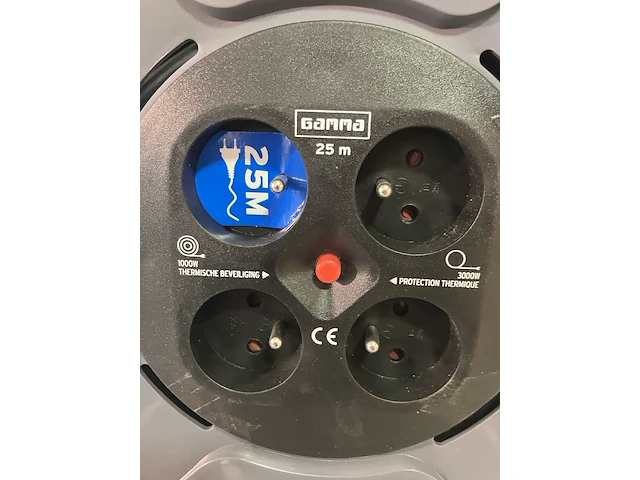 GAMMA
25 m
25M
1000W
THERMISCHE BEVEILIGING ►
3000W
◄ PROTECTION THERMIQUE
CE